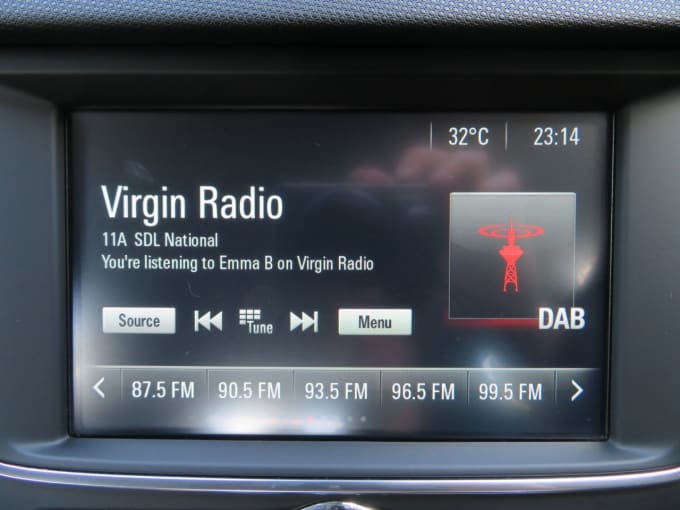 32°C 23:14
Virgin Radio
11A SDL National
You're listening to Emma B on Virgin Radio
DAB
Source Tune Menu
87.5 FM 90.5 FM 93.5 FM 96.5 FM 99.5 FM